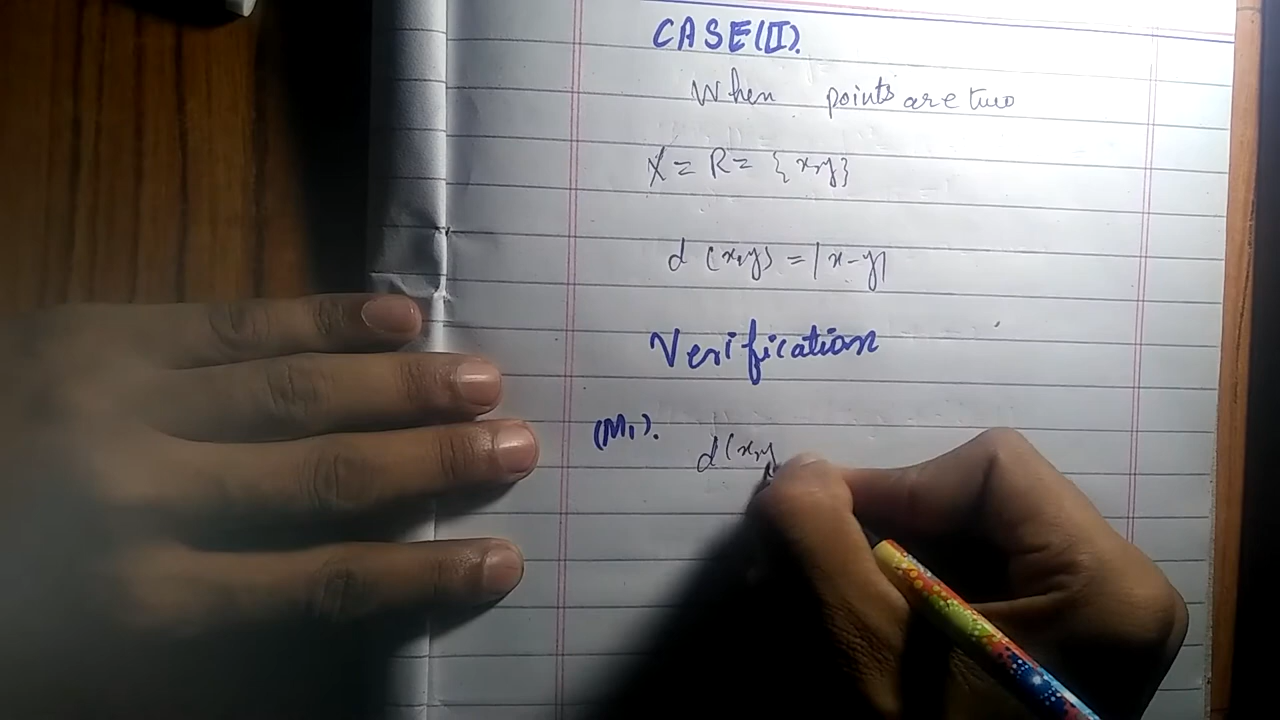 CASE(II).
When points are two
X = R = {x,y}
d (x,y) = |x-y|
Verification
(M₁). d(x,y